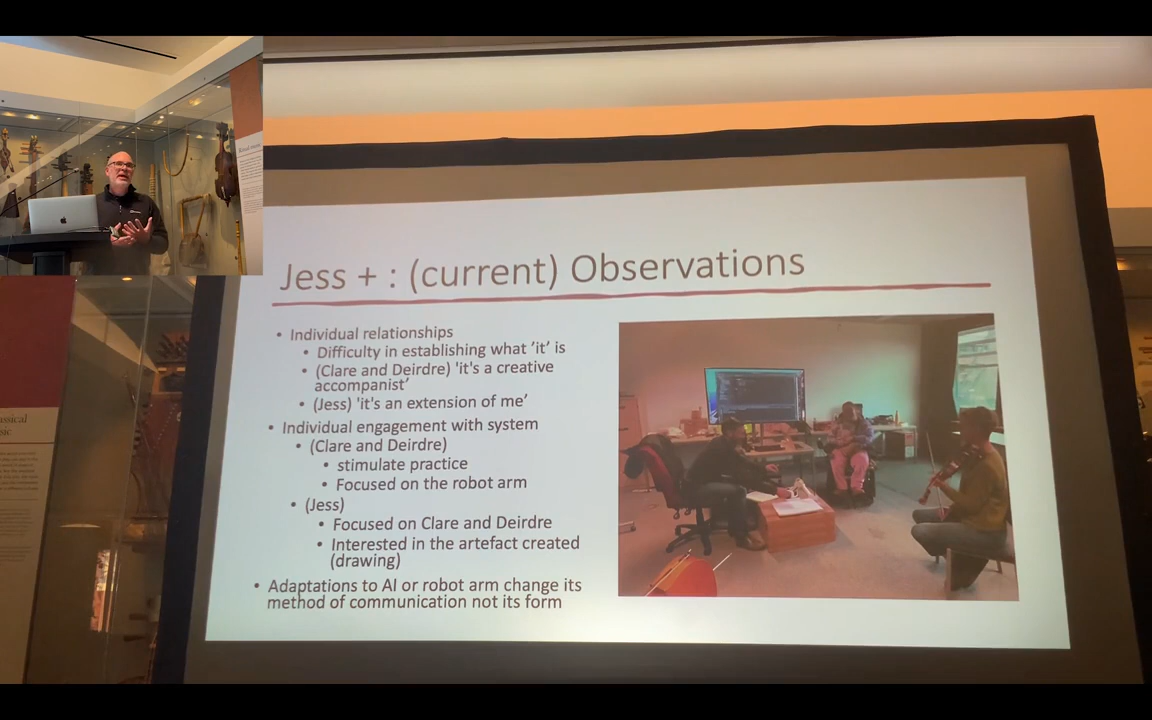 Jess + : (current) Observations
• Individual relationships
• Difficulty in establishing what 'it' is
• (Clare and Deirdre) 'it's a creative
accompanist'
• (Jess) 'it's an extension of me'
• Individual engagement with system
• (Clare and Deirdre)
• stimulate practice
• Focused on the robot arm
• (Jess)
• Focused on Clare and Deirdre
• Interested in the artefact created
(drawing)
• Adaptations to AI or robot arm change its
method of communication not its form